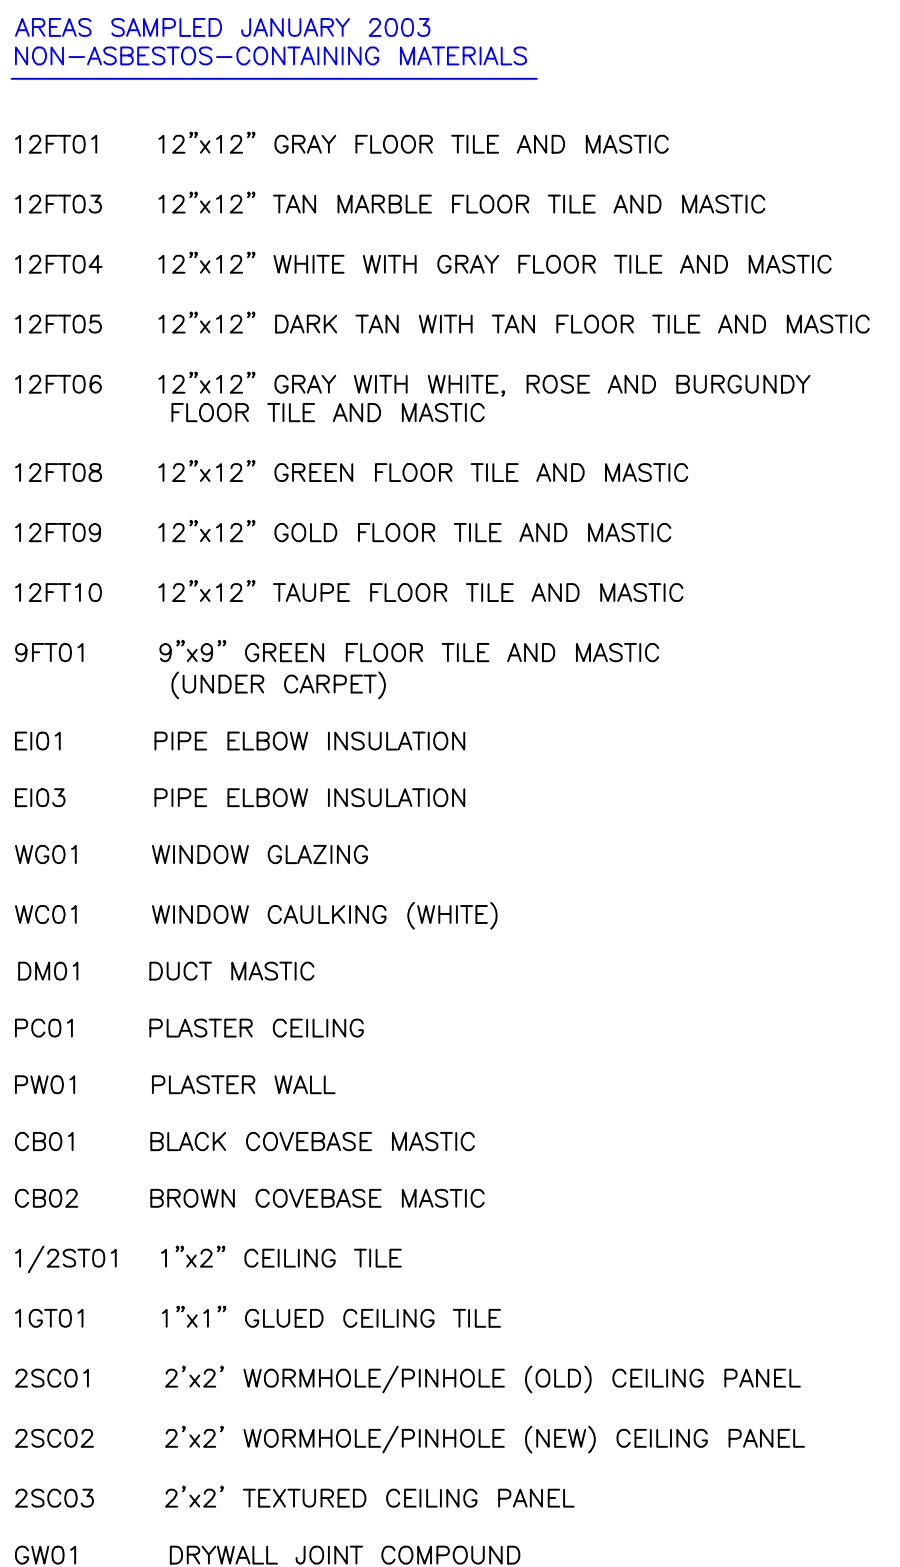 AREAS SAMPLED JANUARY 2003
NON-ASBESTOS-CONTAINING MATERIALS
12FT01 12"x12" GRAY FLOOR TILE AND MASTIC
12FT03 12"x12" TAN MARBLE FLOOR TILE AND MASTIC
12FT04 12"x12" WHITE WITH GRAY FLOOR TILE AND MASTIC
12FT05 12"x12" DARK TAN WITH TAN FLOOR TILE AND MASTIC
12FT06 12"x12" GRAY WITH WHITE, ROSE AND BURGUNDY
FLOOR TILE AND MASTIC
12FT08 12"x12" GREEN FLOOR TILE AND MASTIC
12FT09 12"x12" GOLD FLOOR TILE AND MASTIC
12FT10 12"x12" TAUPE FLOOR TILE AND MASTIC
9FT01 9"x9" GREEN FLOOR TILE AND MASTIC
(UNDER CARPET)
EI01 PIPE ELBOW INSULATION
EI03 PIPE ELBOW INSULATION
WG01 WINDOW GLAZING
WC01 WINDOW CAULKING (WHITE)
DM01 DUCT MASTIC
PC01 PLASTER CEILING
PW01 PLASTER WALL
CB01 BLACK COVEBASE MASTIC
CB02 BROWN COVEBASE MASTIC
1/2ST01 1"x2" CEILING TILE
1GT01 1"x1" GLUED CEILING TILE
2SC01 2'x2' WORMHOLE/PINHOLE (OLD) CEILING PANEL
2SC02 2'x2' WORMHOLE/PINHOLE (NEW) CEILING PANEL
2SC03 2'x2' TEXTURED CEILING PANEL
GW01 DRYWALL JOINT COMPOUND